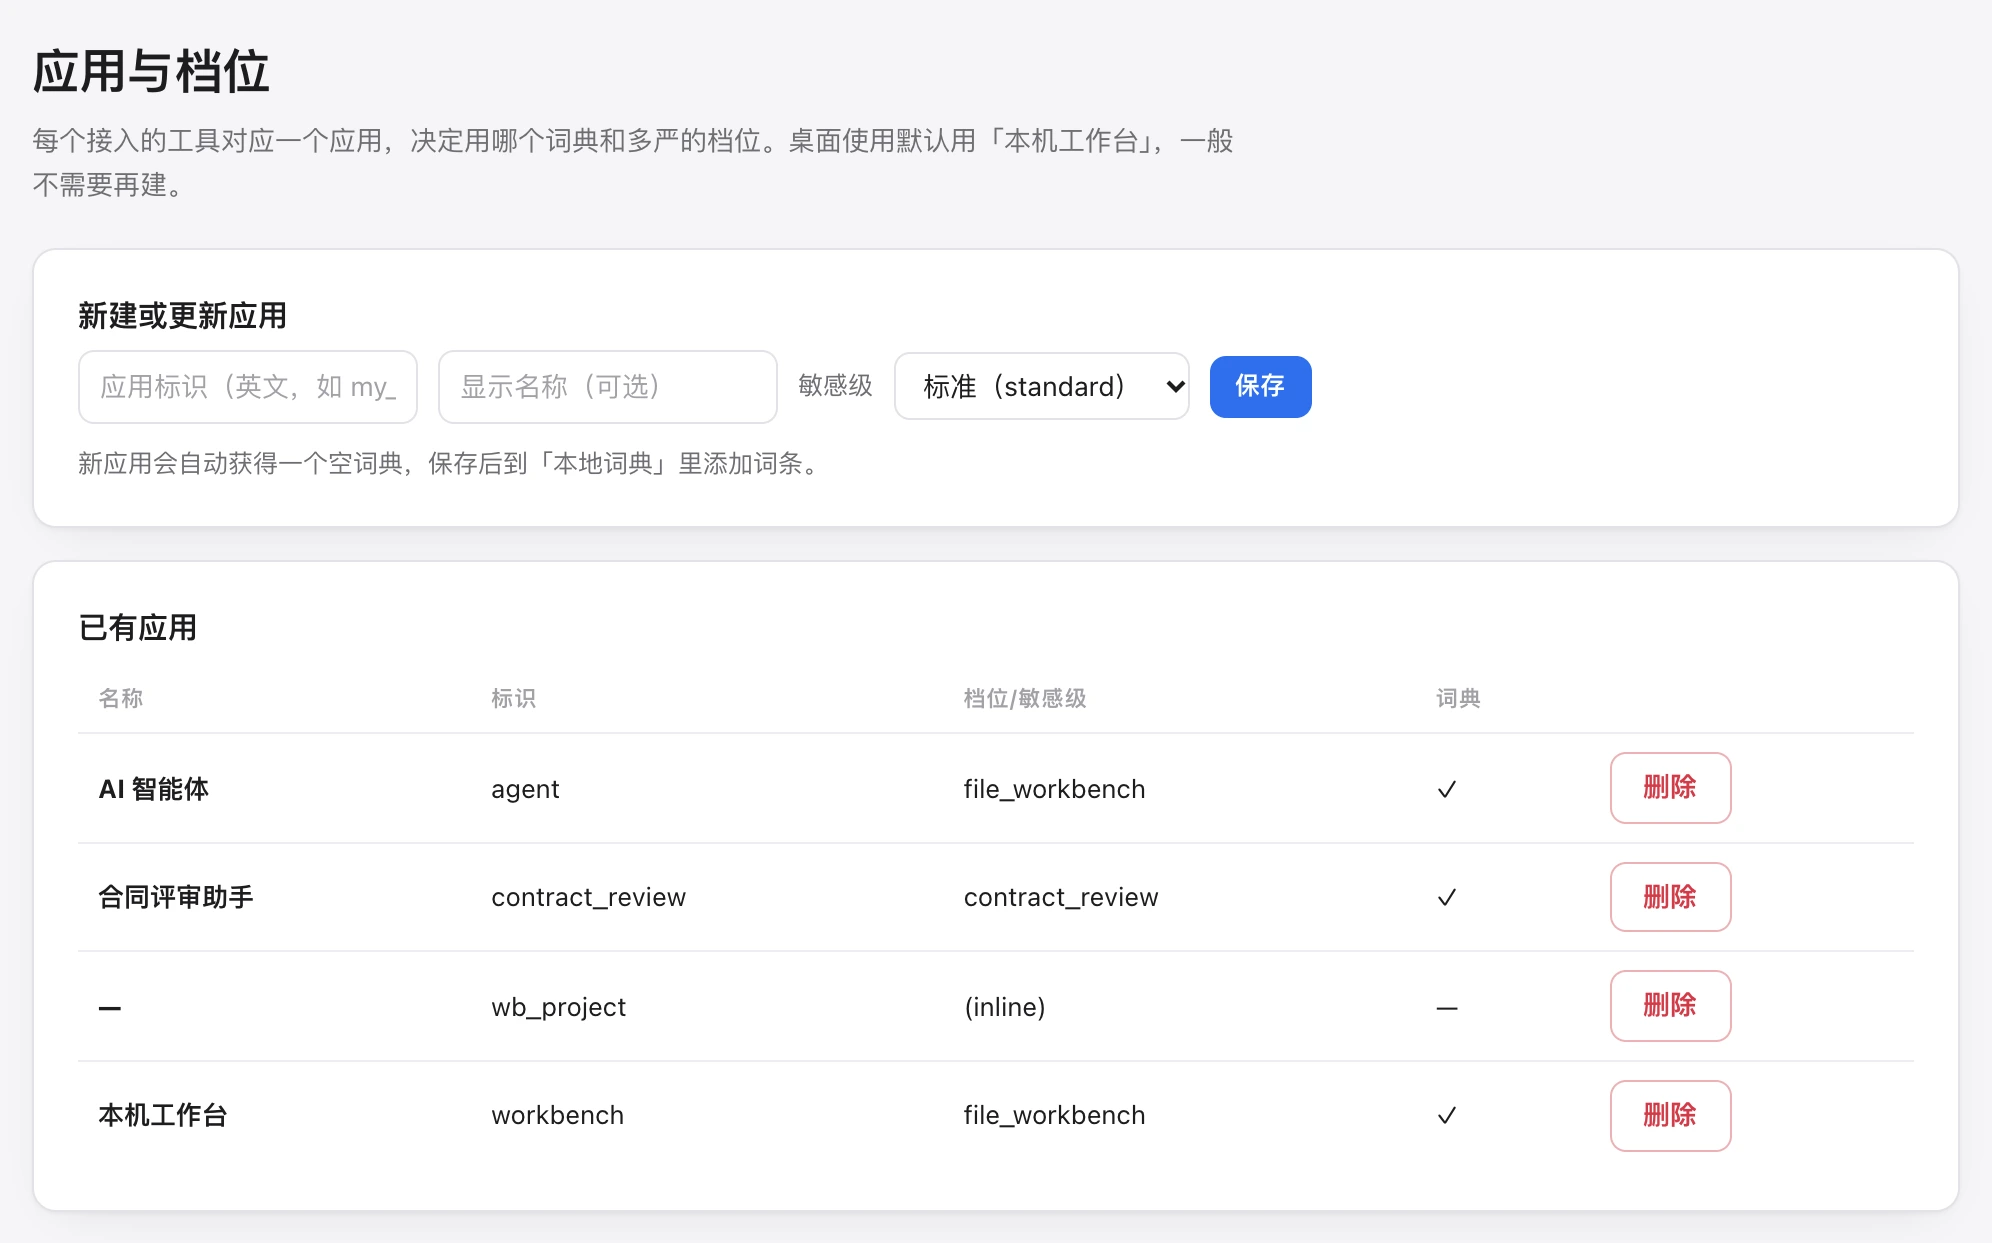 应用与档位
每个接入的工具对应一个应用，决定用哪个词典和多严的档位。桌面使用默认用「本机工作台」，一般
不需要再建。
新建或更新应用
应用标识（英文，如 my_
显示名称（可选）
敏感级
标准（standard）
保存
新应用会自动获得一个空词典，保存后到「本地词典」里添加词条。
已有应用
名称 标识 档位/敏感级 词典
AI 智能体 agent file_workbench ✓ 删除
合同评审助手 contract_review contract_review ✓ 删除
— wb_project (inline) — 删除
本机工作台 workbench file_workbench ✓ 删除